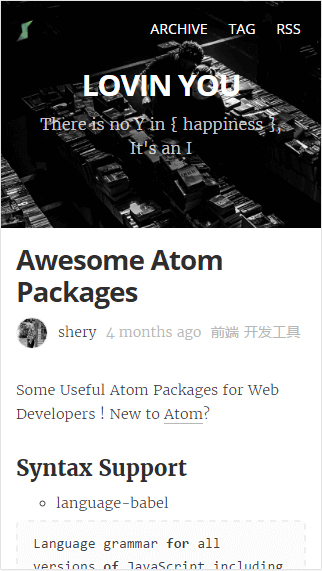 ARCHIVE TAG RSS
LOVIN YOU
There is no Y in { happiness },
It's an I
Awesome Atom
Packages
shery 4 months ago 前端 开发工具
Some Useful Atom Packages for Web
Developers ! New to Atom?
Syntax Support
language-babel
Language grammar for all
versions of JavaScript including